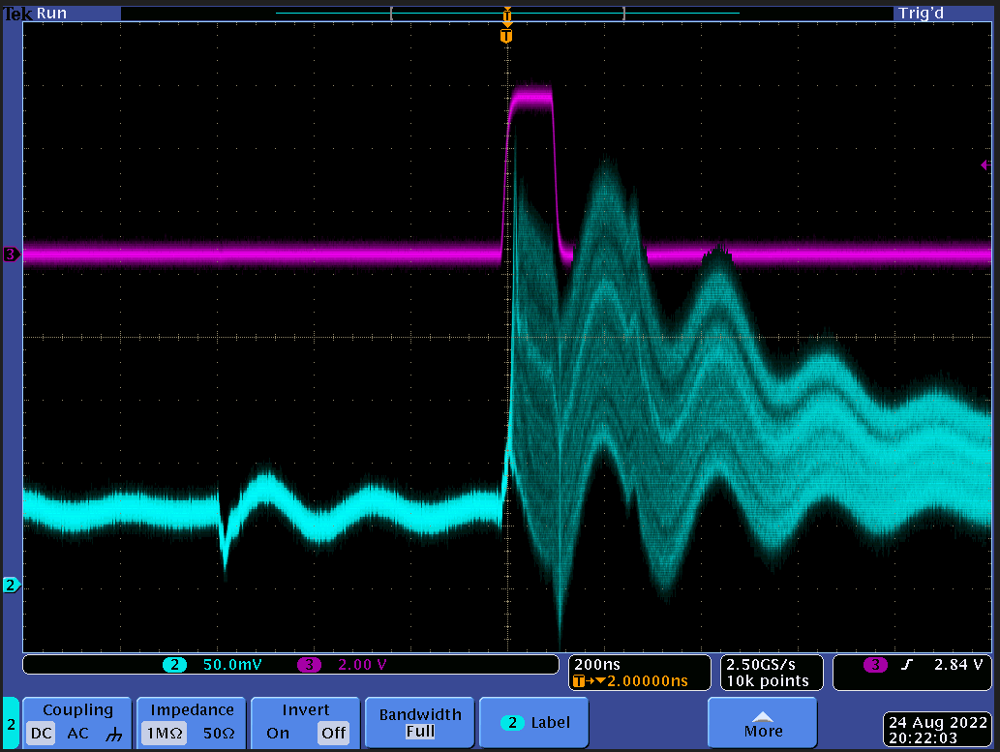 Tek Run Trig'd
T
T
3
2
2 50.0mV 3 2.00 V
200ns
T→▼2.00000ns
2.50GS/s
10k points
3 2.84 V
2
Coupling
DC AC
Impedance
1MΩ 50Ω
Invert
On Off
Bandwidth
Full
2 Label
More
24 Aug 2022
20:22:03